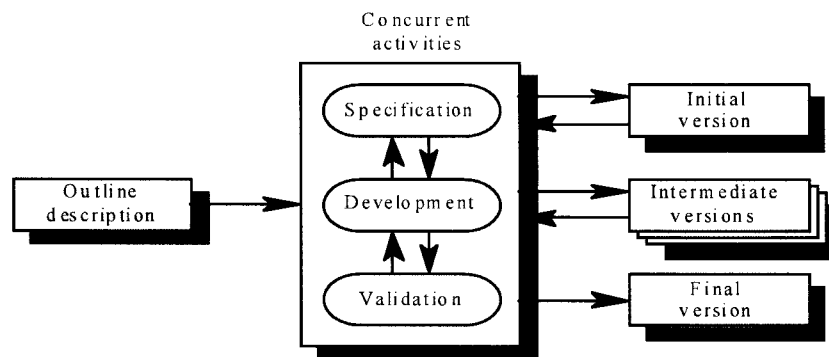 Concurrent
activities
Specification
Initial
version
Outline
description
Development
Intermediate
versions
Validation
Final
version